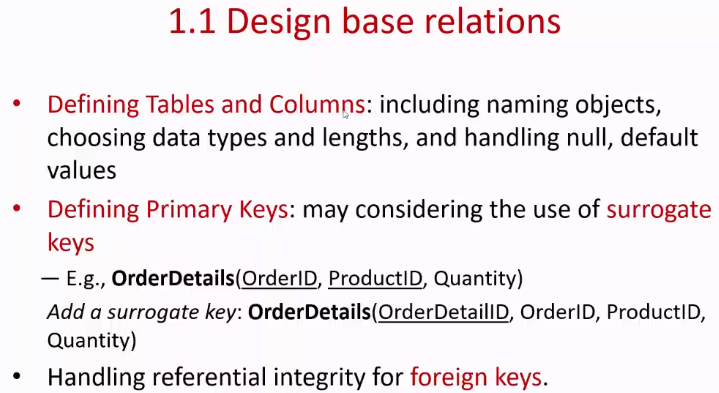 1.1 Design base relations
• Defining Tables and Columns: including naming objects,
choosing data types and lengths, and handling null, default
values
• Defining Primary Keys: may considering the use of surrogate
keys
— E.g., OrderDetails(OrderID, ProductID, Quantity)
Add a surrogate key: OrderDetails(OrderDetailID, OrderID, ProductID,
Quantity)
• Handling referential integrity for foreign keys.